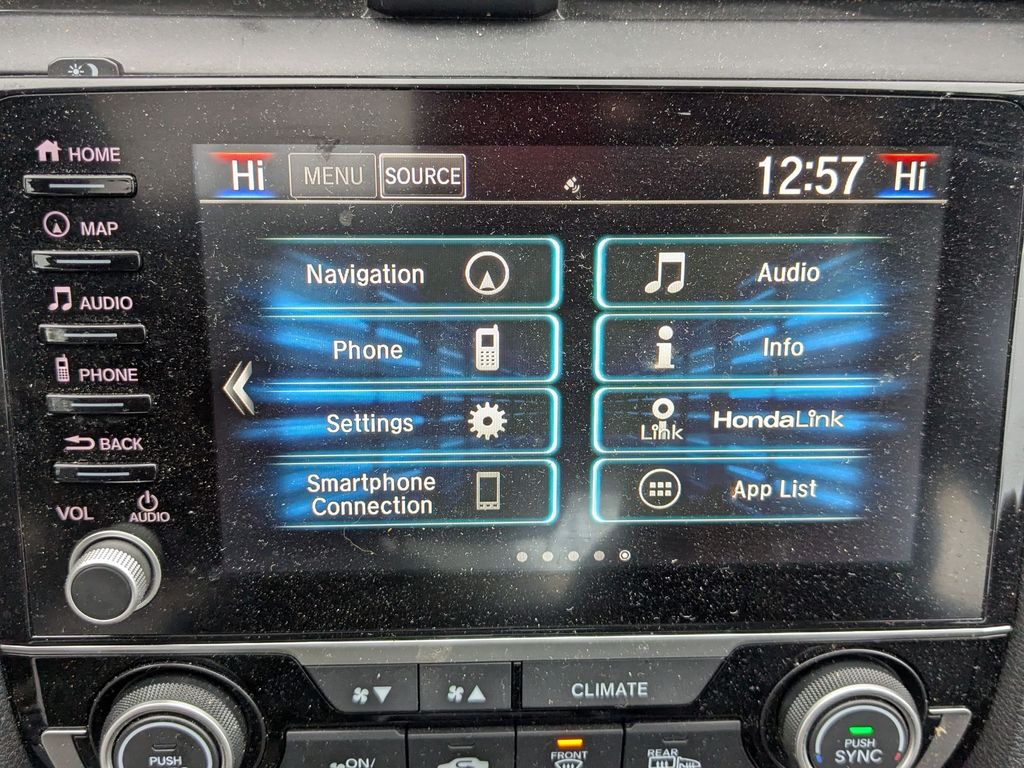 HOME
MAP
AUDIO
PHONE
BACK
VOL AUDIO
Hi MENU SOURCE 12:57 Hi
Navigation
Audio
Phone
Info
Settings
Link HondaLink
Smartphone
Connection
App List
CLIMATE
PUSH
ON/
FRONT
REAR
PUSH
SYNC